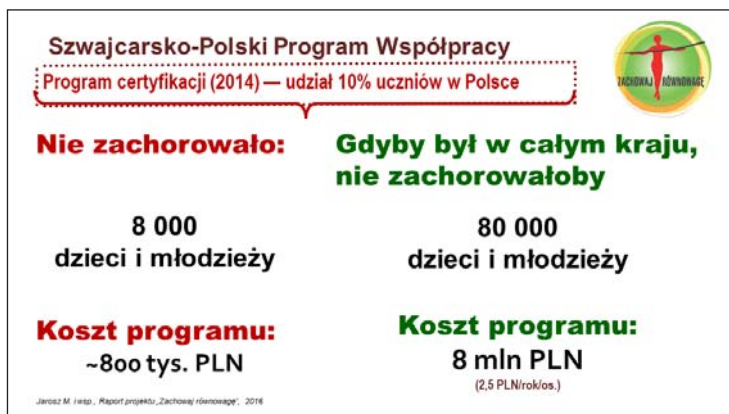 Szwajcarsko-Polski Program Współpracy
Program certyfikacji (2014) — udział 10% uczniów w Polsce
ZACHOWAJ RÓWNOWAGĘ
Nie zachorowało:
8 000
dzieci i młodzieży
Koszt programu:
~800 tys. PLN
Gdyby był w całym kraju,
nie zachorowałoby
80 000
dzieci i młodzieży
Koszt programu:
8 mln PLN
(2,5 PLN/rok/os.)
Jarosz M. i wsp., Raport projektu „Zachowaj równowagę", 2016